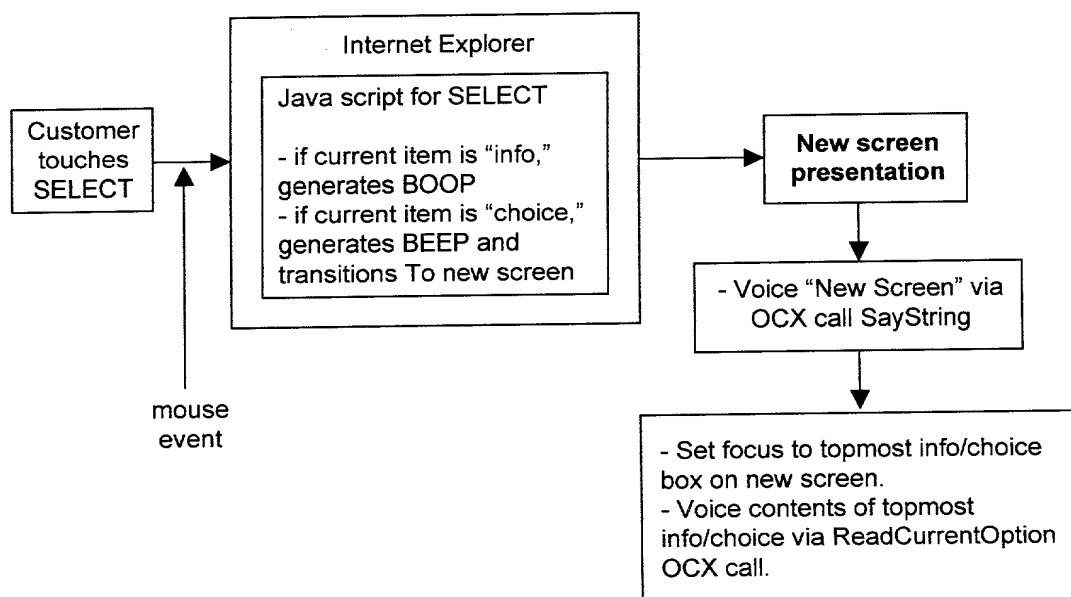 Internet Explorer
Java script for SELECT
- if current item is “info,”
generates BOOP
- if current item is “choice,”
generates BEEP and
transitions To new screen
Customer
touches
SELECT
mouse
event
New screen
presentation
- Voice “New Screen” via
OCX call SayString
- Set focus to topmost info/choice
box on new screen.
- Voice contents of topmost
info/choice via ReadCurrentOption
OCX call.